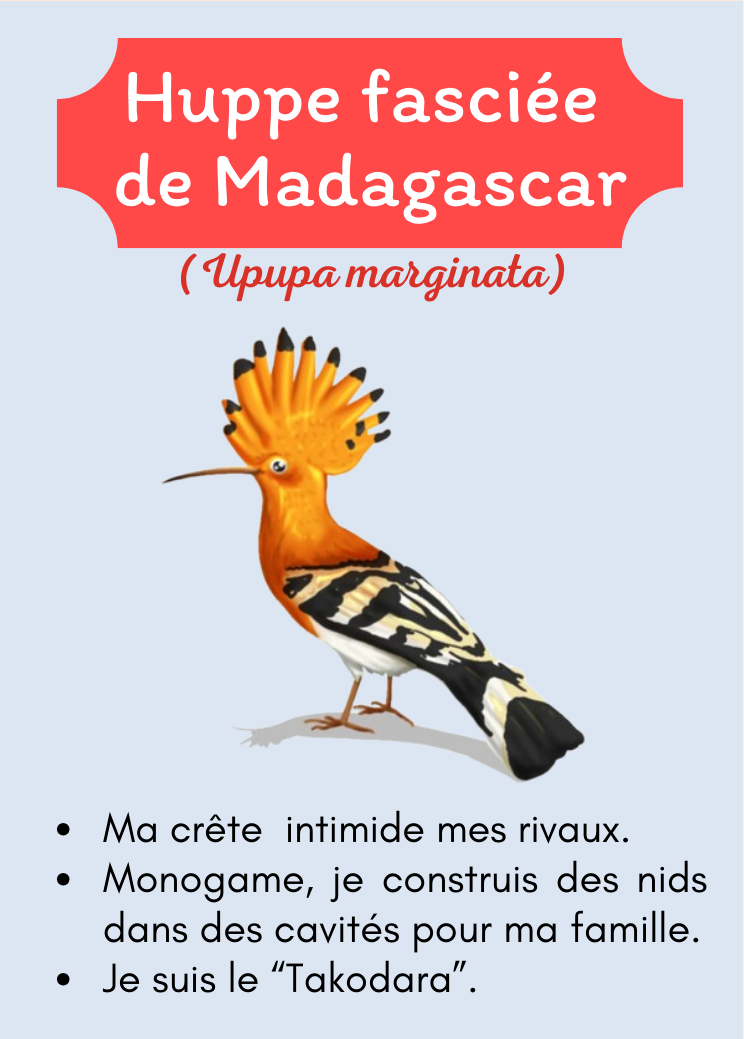 Huppe fasciée
de Madagascar
( Upupa marginata)
• Ma crête  intimide mes rivaux.
• Monogame, je construis des nids
dans des cavités pour ma famille.
• Je suis le “Takodara”.